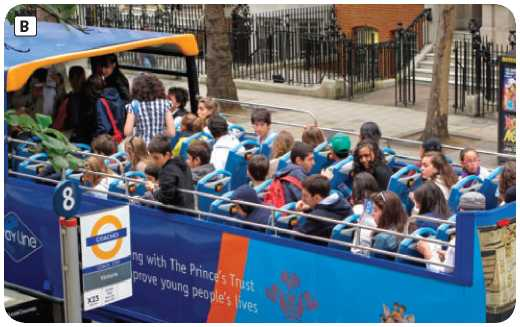 B
8
COACHES
Victoria
X23
ay Line
ng with The Prince's Trust
prove young people's lives